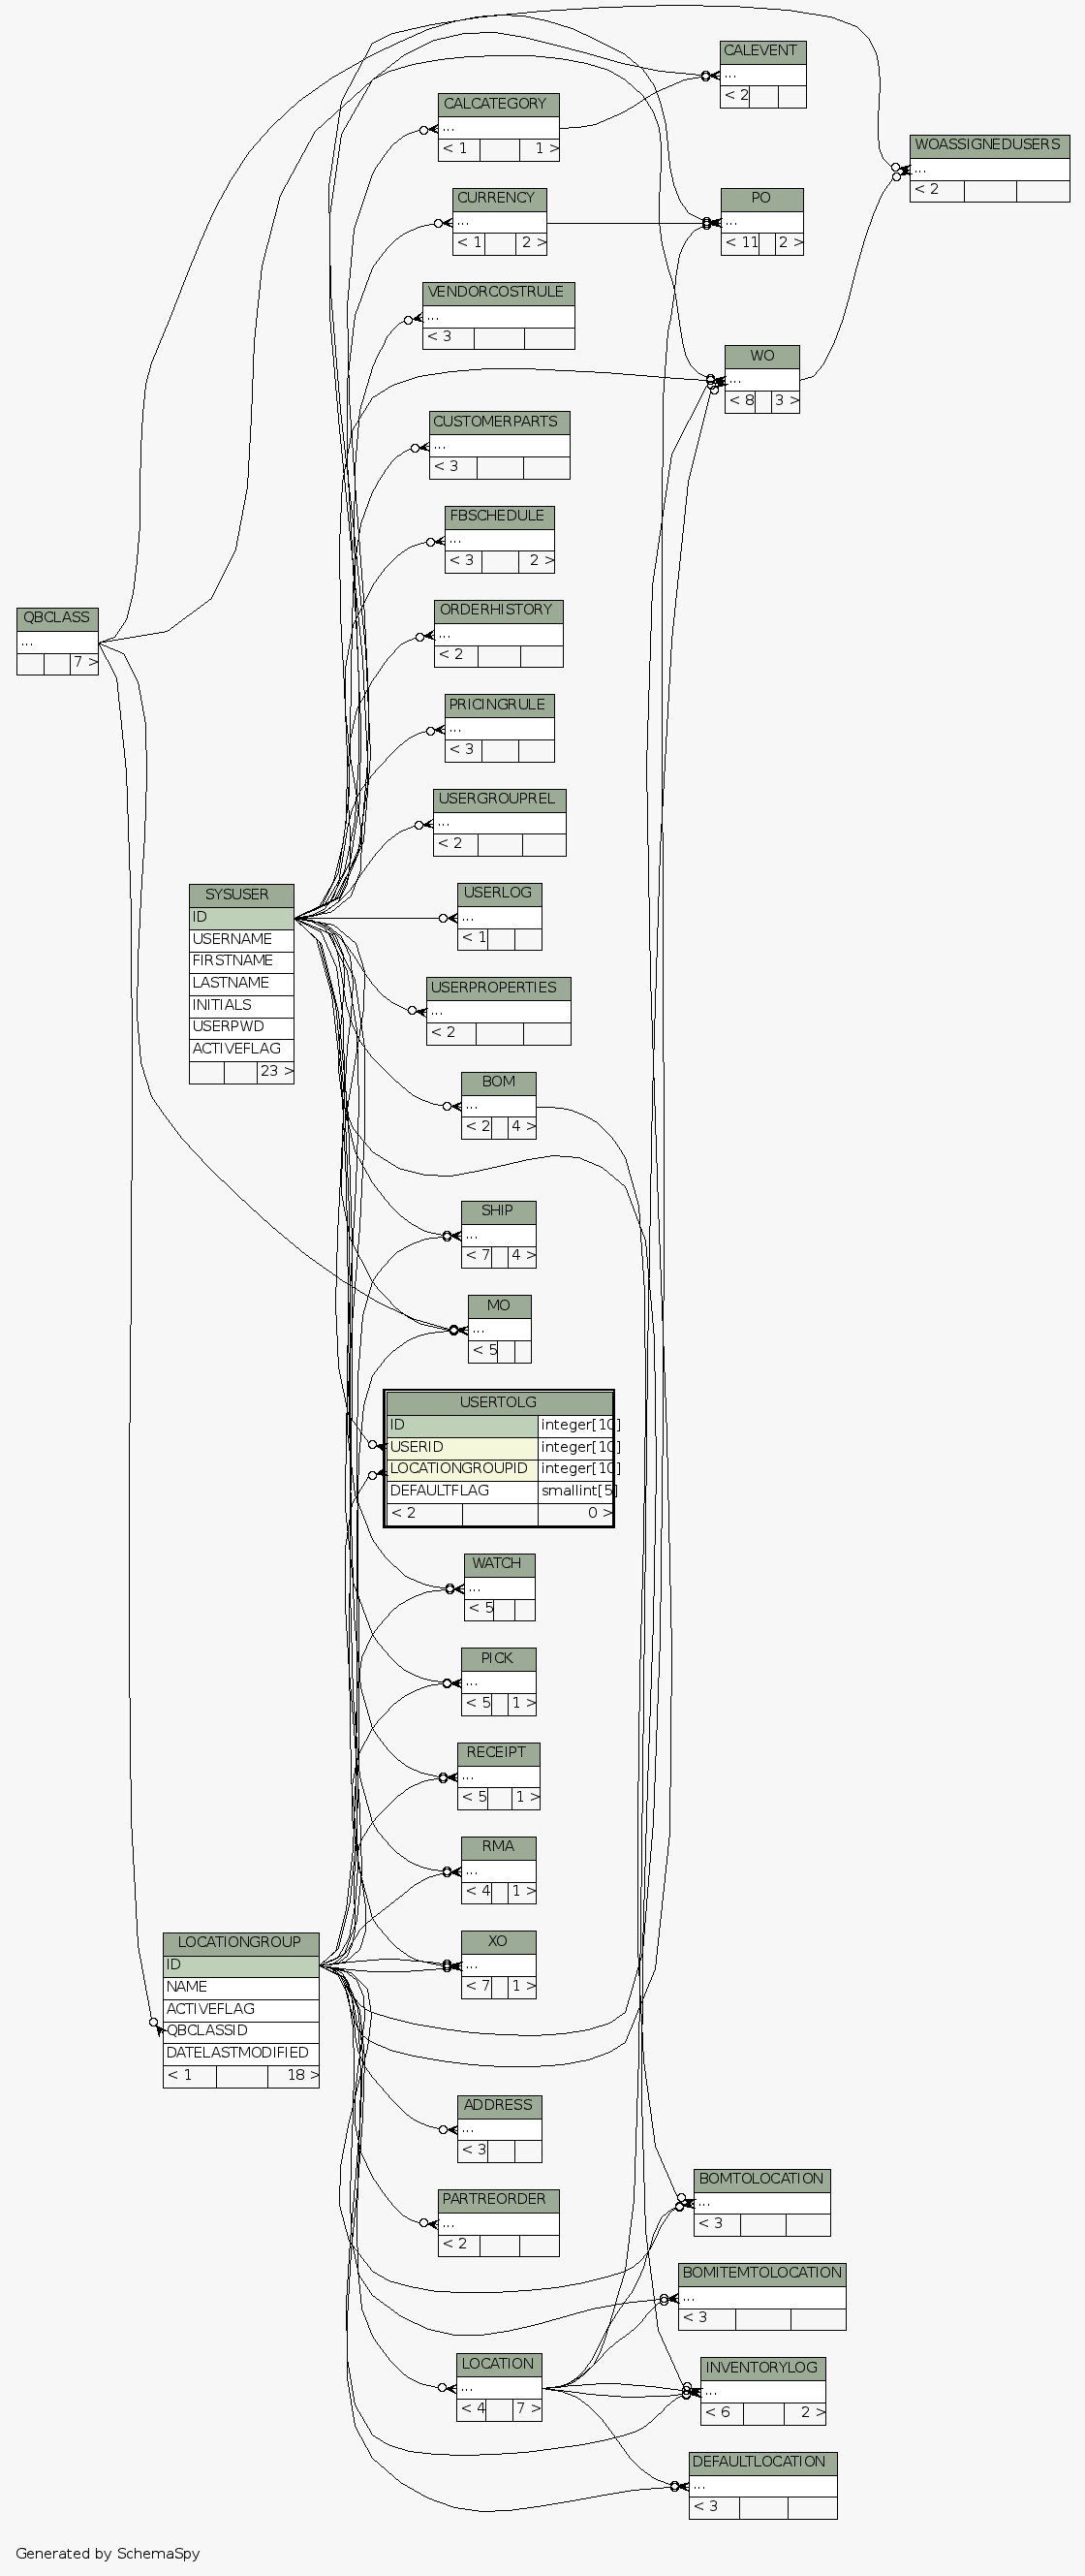 CALEVENT
...
< 2
CALCATEGORY
...
< 1 1 >
WOASSIGNEDUSERS
...
< 2
CURRENCY
...
< 1 2 >
PO
...
< 11 2 >
VENDORCOSTRULE
...
< 3
WO
...
< 8 3 >
CUSTOMERPARTS
...
< 3
FBSCHEDULE
...
< 3 2 >
ORDERHISTORY
...
< 2
QBCLASS
...
7 >
PRICINGRULE
...
< 3
USERGROUPREL
...
< 2
SYSUSER
ID
USERNAME
FIRSTNAME
LASTNAME
INITIALS
USERPWD
ACTIVEFLAG
23 >
USERLOG
...
< 1
USERPROPERTIES
...
< 2
BOM
...
< 2 4 >
SHIP
...
< 7 4 >
MO
...
< 5
USERTOLG
ID integer[10]
USERID integer[10]
LOCATIONGROUPID integer[10]
DEFAULTFLAG smallint[5]
< 2 0 >
WATCH
...
< 5
PICK
...
< 5 1 >
RECEIPT
...
< 5 1 >
RMA
...
< 4 1 >
XO
...
< 7 1 >
LOCATIONGROUP
ID
NAME
ACTIVEFLAG
QBCLASSID
DATELASTMODIFIED
< 1 18 >
ADDRESS
...
< 3
PARTREORDER
...
< 2
BOMTOLOCATION
...
< 3
BOMITEMTOLOCATION
...
< 3
LOCATION
...
< 4 7 >
INVENTORYLOG
...
< 6 2 >
DEFAULTLOCATION
...
< 3
Generated by SchemaSpy